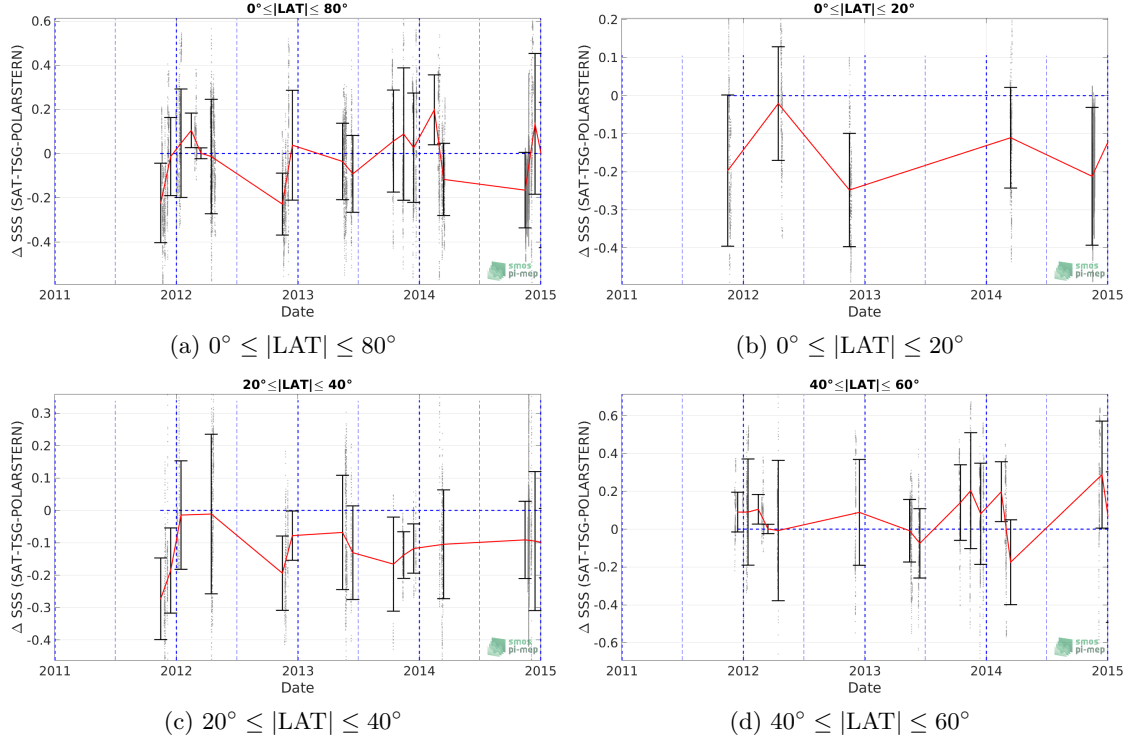 0°≤|LAT|≤ 80°
Δ SSS (SAT-TSG-POLARSTERN)
0.6
0.4
0.2
0
-0.2
-0.4
2011 2012 2013 2014 2015
Date
smos
pi-mep
(a) 0° ≤ |LAT| ≤ 80°
0°≤|LAT|≤ 20°
Δ SSS (SAT-TSG-POLARSTERN)
0.2
0.1
0
-0.1
-0.2
-0.3
-0.4
2011 2012 2013 2014 2015
Date
smos
pi-mep
(b) 0° ≤ |LAT| ≤ 20°
20°≤|LAT|≤ 40°
Δ SSS (SAT-TSG-POLARSTERN)
0.3
0.2
0.1
0
-0.1
-0.2
-0.3
-0.4
2011 2012 2013 2014 2015
Date
smos
pi-mep
(c) 20° ≤ |LAT| ≤ 40°
40°≤|LAT|≤ 60°
Δ SSS (SAT-TSG-POLARSTERN)
0.6
0.4
0.2
0
-0.2
-0.4
-0.6
2011 2012 2013 2014 2015
Date
smos
pi-mep
(d) 40° ≤ |LAT| ≤ 60°